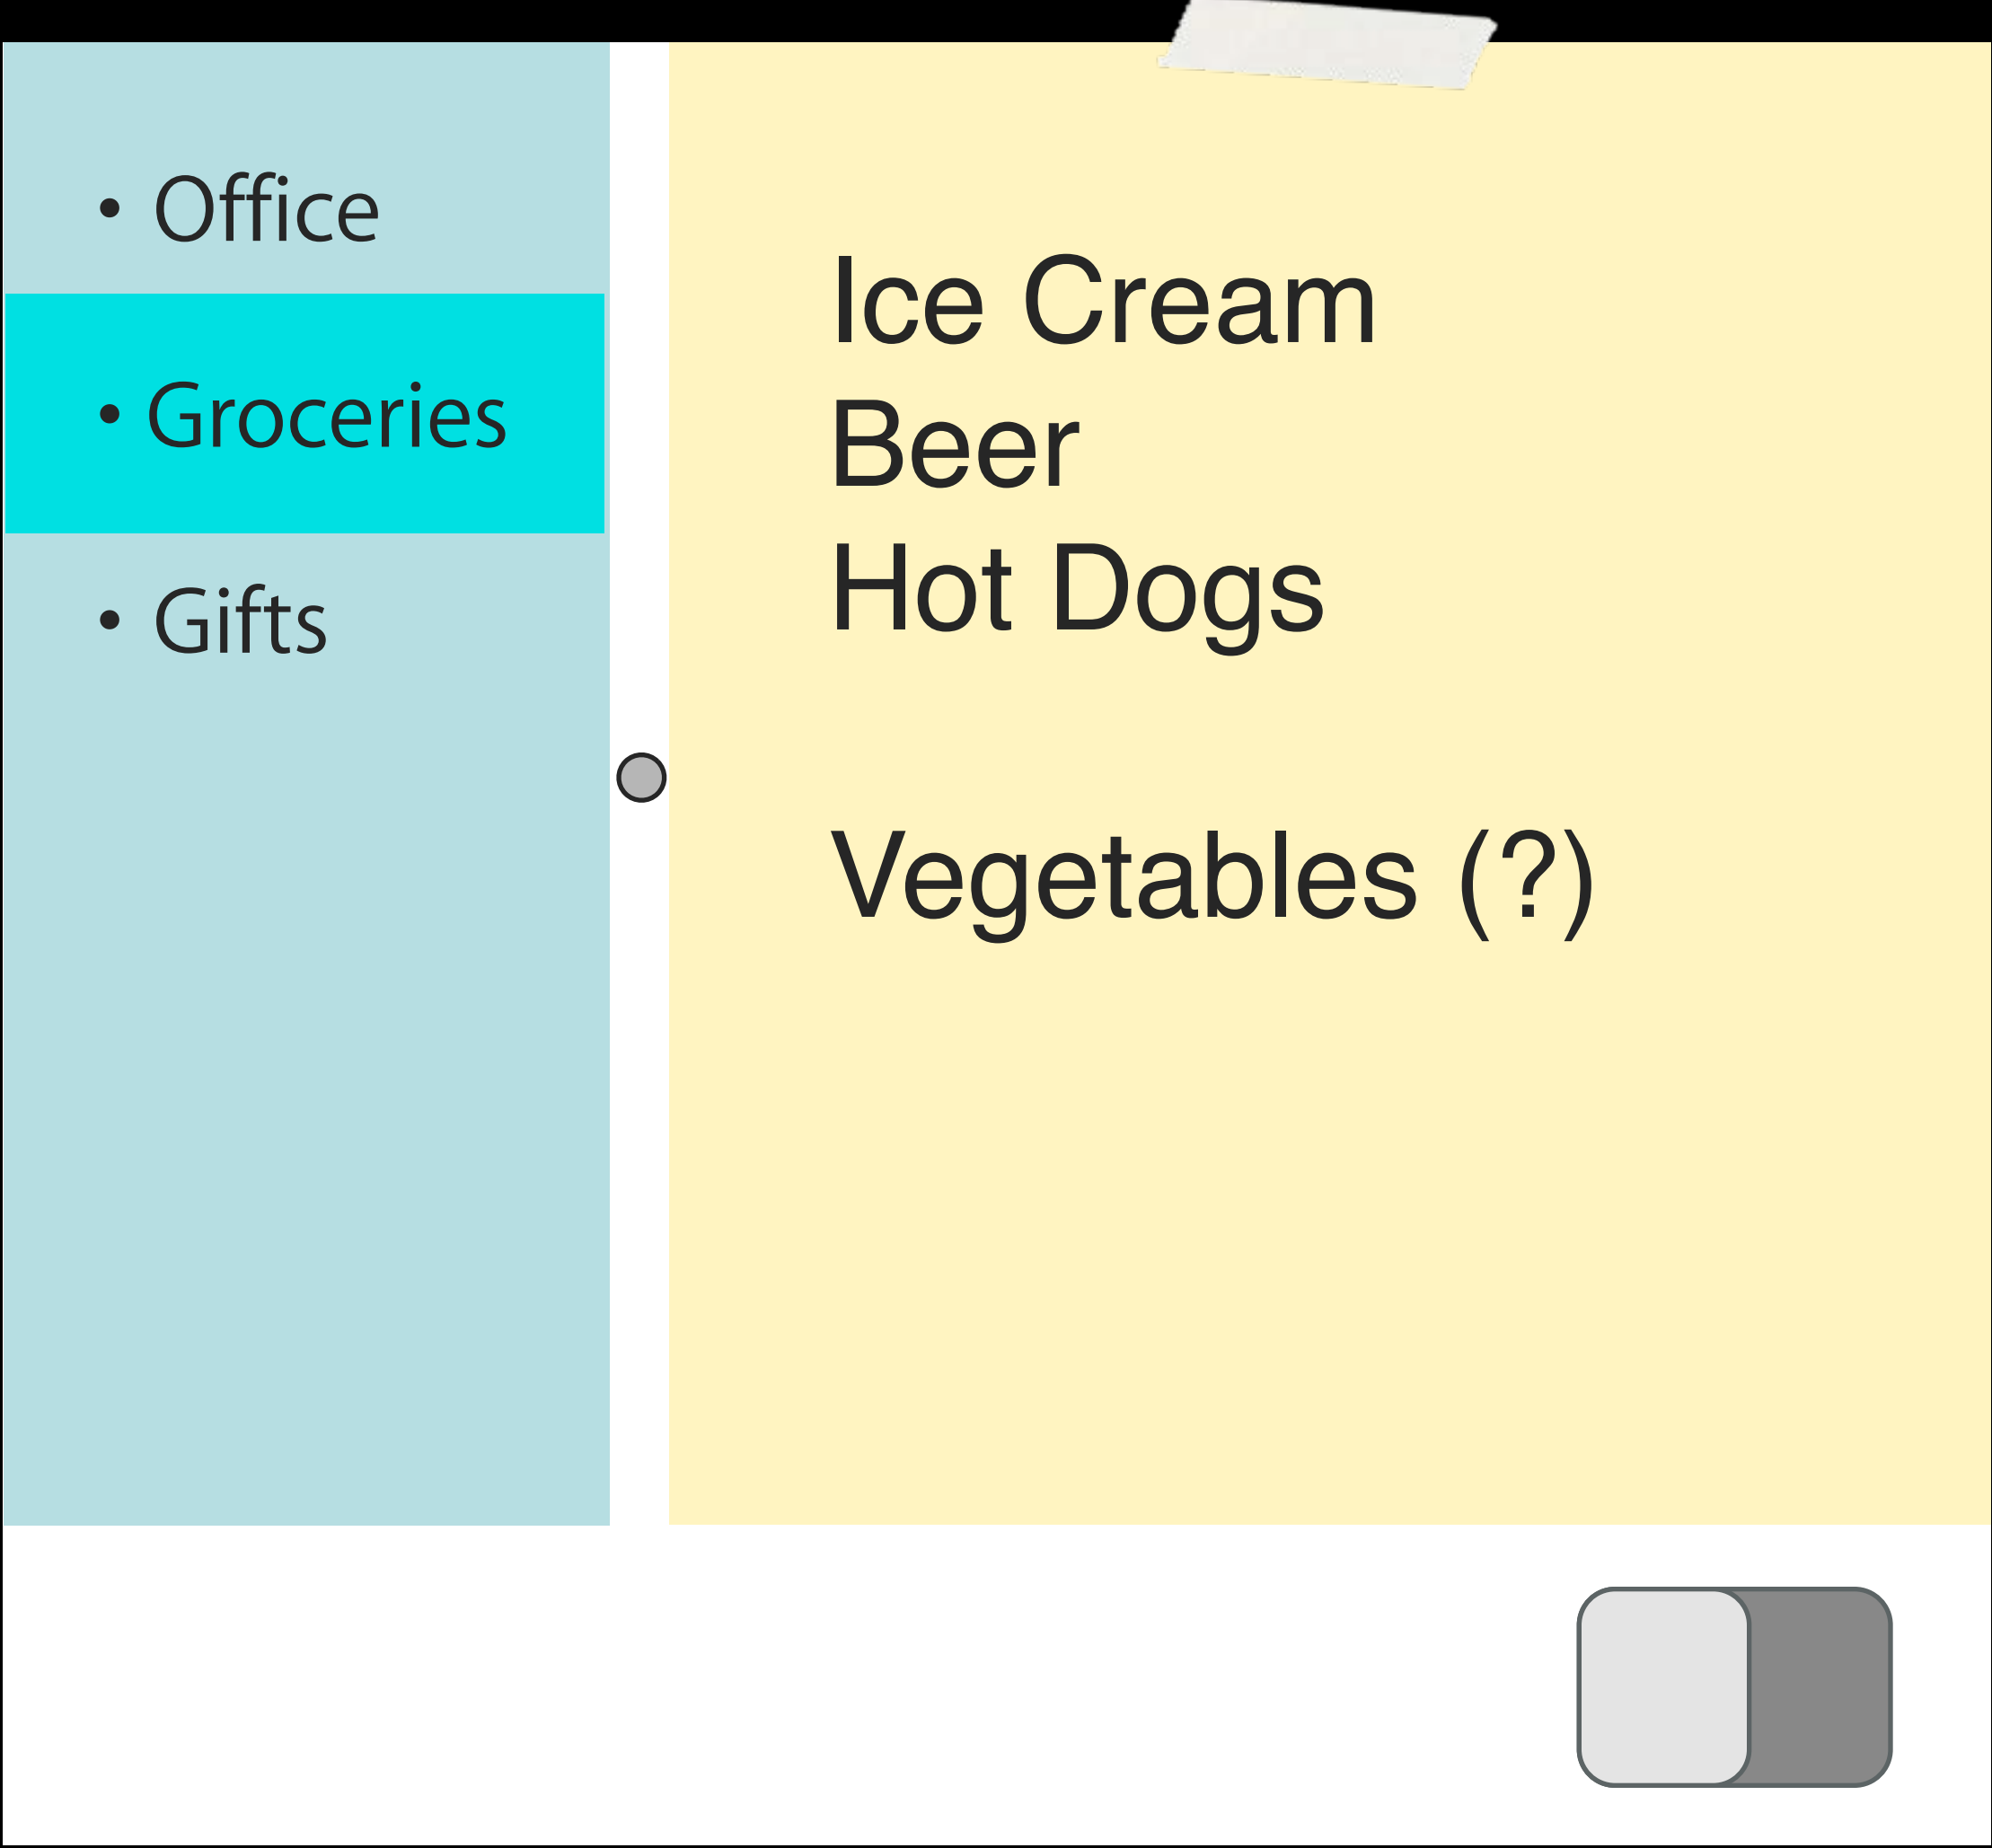 • Office
• Groceries
• Gifts
Ice Cream
Beer
Hot Dogs
Vegetables (?)